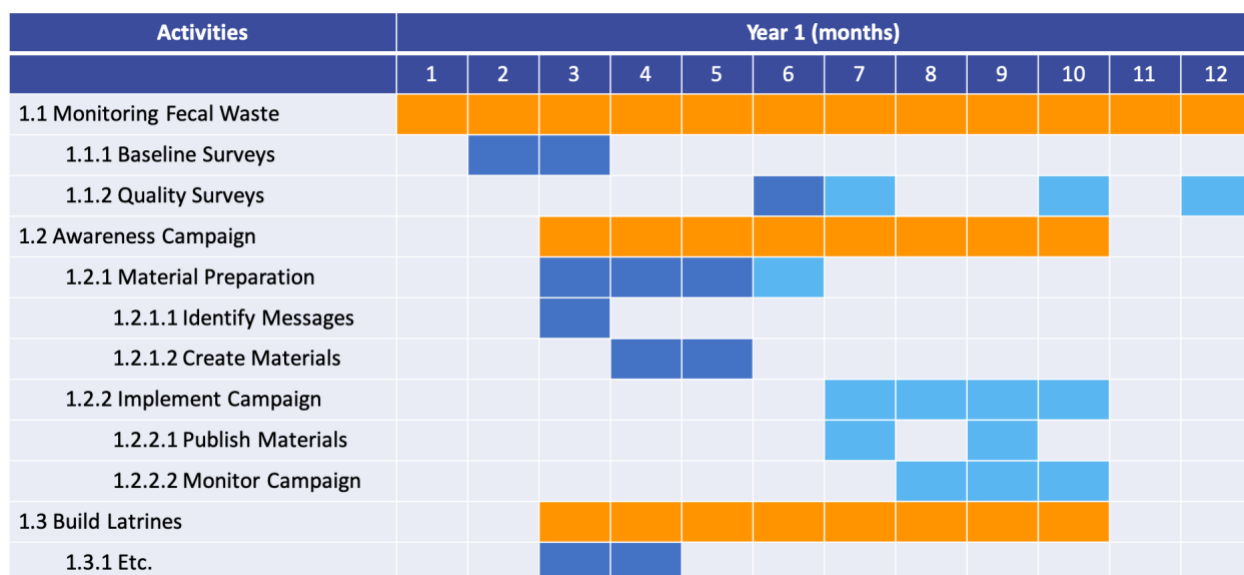 Activities Year 1 (months)
1 2 3 4 5 6 7 8 9 10 11 12
1.1 Monitoring Fecal Waste
1.1.1 Baseline Surveys
1.1.2 Quality Surveys
1.2 Awareness Campaign
1.2.1 Material Preparation
1.2.1.1 Identify Messages
1.2.1.2 Create Materials
1.2.2 Implement Campaign
1.2.2.1 Publish Materials
1.2.2.2 Monitor Campaign
1.3 Build Latrines
1.3.1 Etc.